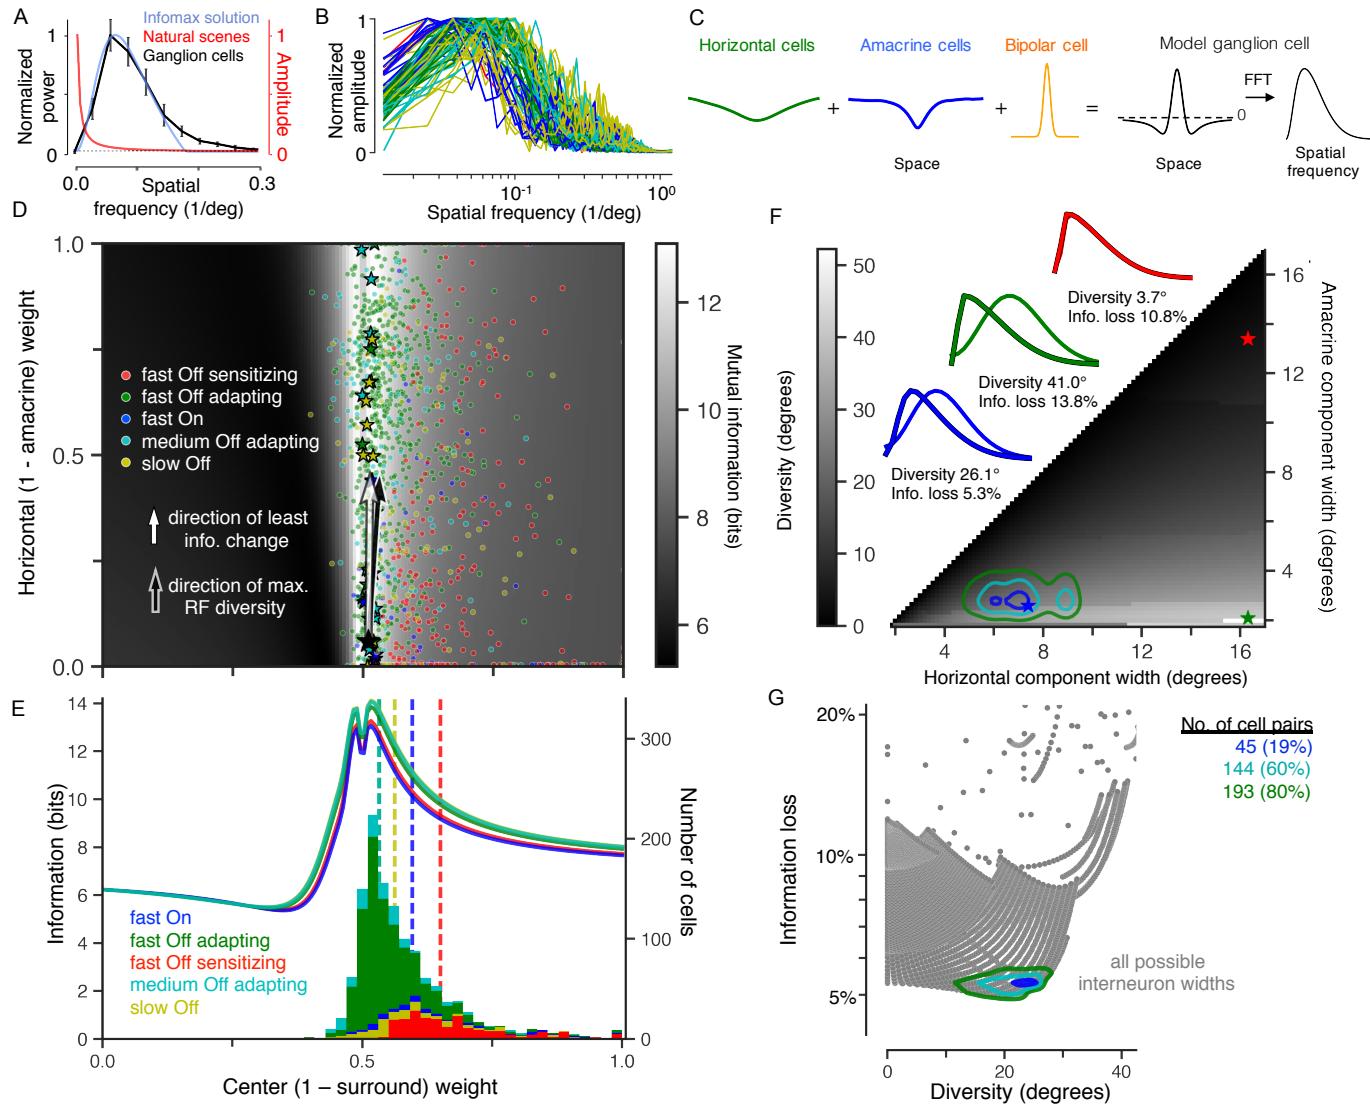 A
Infomax solution
Natural scenes
Ganglion cells
Normalized
power
1
0
1
0
Amplitude
0.0
0.3
Spatial
frequency (1/deg)
B
Normalized
amplitude
1
0
10⁻¹
10⁰
Spatial frequency (1/deg)
C
Horizontal cells
Amacrine cells
Bipolar cell
Model ganglion cell
+
+
=
FFT
0
Space
Space
Spatial
frequency
D
Horizontal (1 - amacrine) weight
1.0
0.5
0.0
fast Off sensitizing
fast Off adapting
fast On
medium Off adapting
slow Off
direction of least
info. change
direction of max.
RF diversity
12
10
8
6
Mutual information (bits)
E
Information (bits)
14
12
10
8
6
4
2
0
300
200
100
0
Number of cells
fast On
fast Off adapting
fast Off sensitizing
medium Off adapting
slow Off
0.0
0.5
1.0
Center (1 – surround) weight
F
Diversity (degrees)
50
40
30
20
10
0
Diversity 3.7°
Info. loss 10.8%
Diversity 41.0°
Info. loss 13.8%
Diversity 26.1°
Info. loss 5.3%
16
12
8
4
Amacrine component width (degrees)
4
8
12
16
Horizontal component width (degrees)
G
Information loss
20%
10%
5%
No. of cell pairs
45 (19%)
144 (60%)
193 (80%)
all possible
interneuron widths
0
20
40
Diversity (degrees)